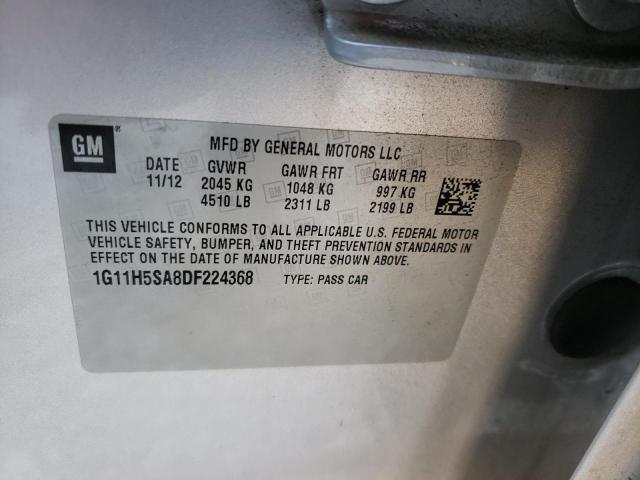 GM
MFD BY GENERAL MOTORS LLC
DATE GVWR GAWR FRT GAWR RR
11/12 2045 KG 1048 KG 997 KG
4510 LB 2311 LB 2199 LB
THIS VEHICLE CONFORMS TO ALL APPLICABLE U.S. FEDERAL MOTOR
VEHICLE SAFETY, BUMPER, AND THEFT PREVENTION STANDARDS IN
EFFECT ON THE DATE OF MANUFACTURE SHOWN ABOVE.
1G11H5SA8DF224368 TYPE: PASS CAR